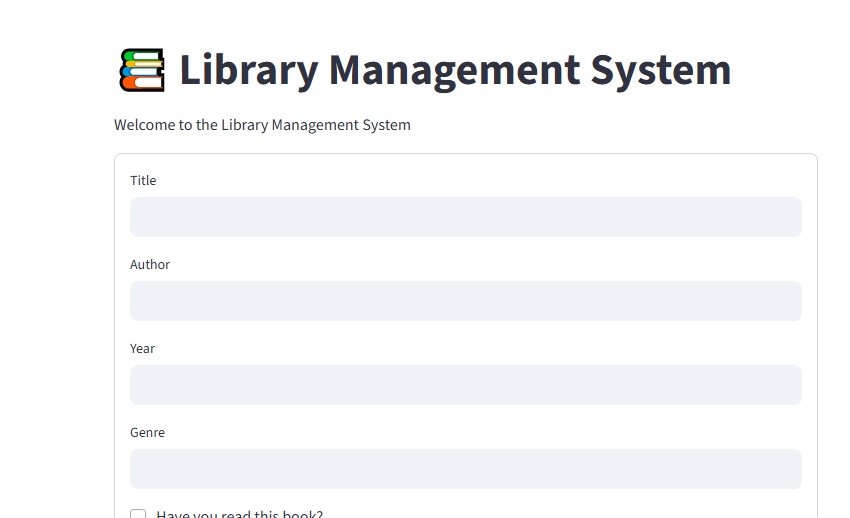 Library Management System
Welcome to the Library Management System
Title
Author
Year
Genre
Have you read this book?